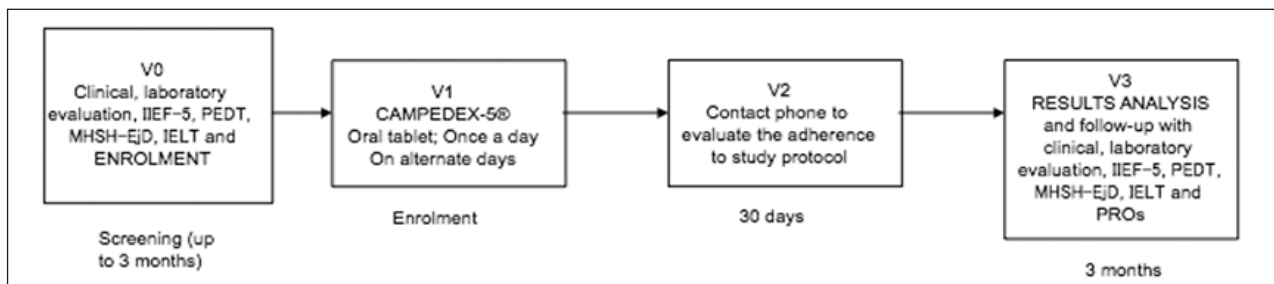 V0
Clinical, laboratory
evaluation, IIEF-5, PEDT,
MHSH-EjD, IELT and
ENROLMENT
Screening (up
to 3 months)
V1
CAMPEDEX-5®
Oral tablet; Once a day
On alternate days
Enrolment
V2
Contact phone to
evaluate the adherence
to study protocol
30 days
V3
RESULTS ANALYSIS
and follow-up with
clinical, laboratory
evaluation, IIEF-5, PEDT,
MHSH-EjD, IELT and
PROs
3 months